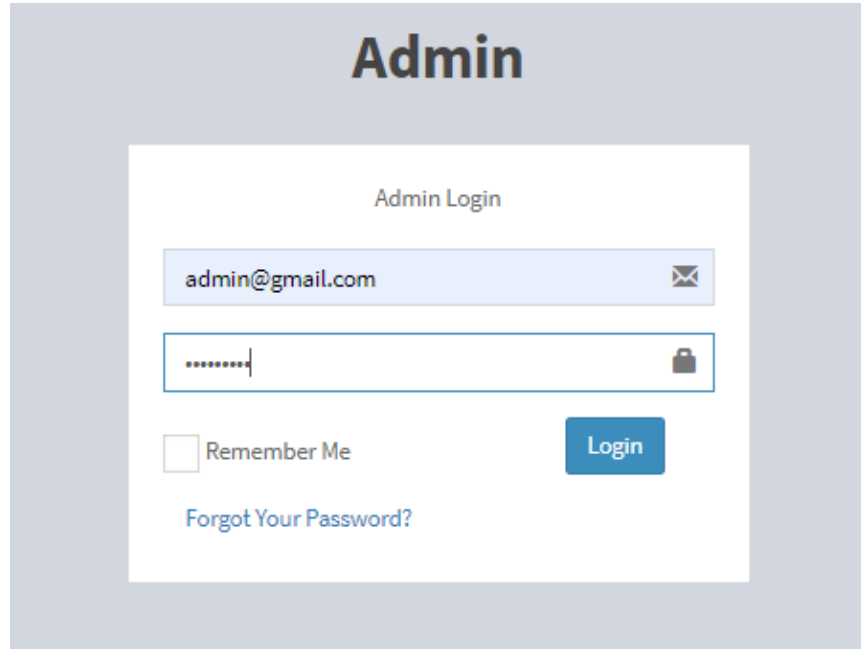 Admin
Admin Login
admin@gmail.com
•••••••••
Remember Me
Login
Forgot Your Password?